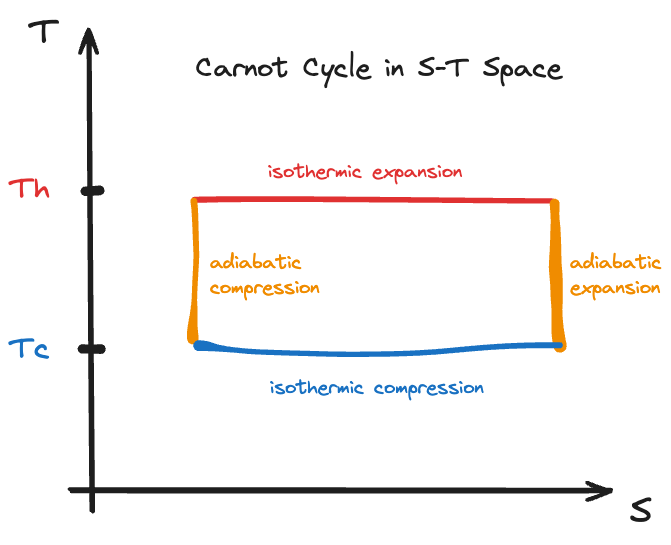 T
Carnot Cycle in S-T Space
Th
isothermic expansion
adiabatic
compression
adiabatic
expansion
Tc
isothermic compression
S